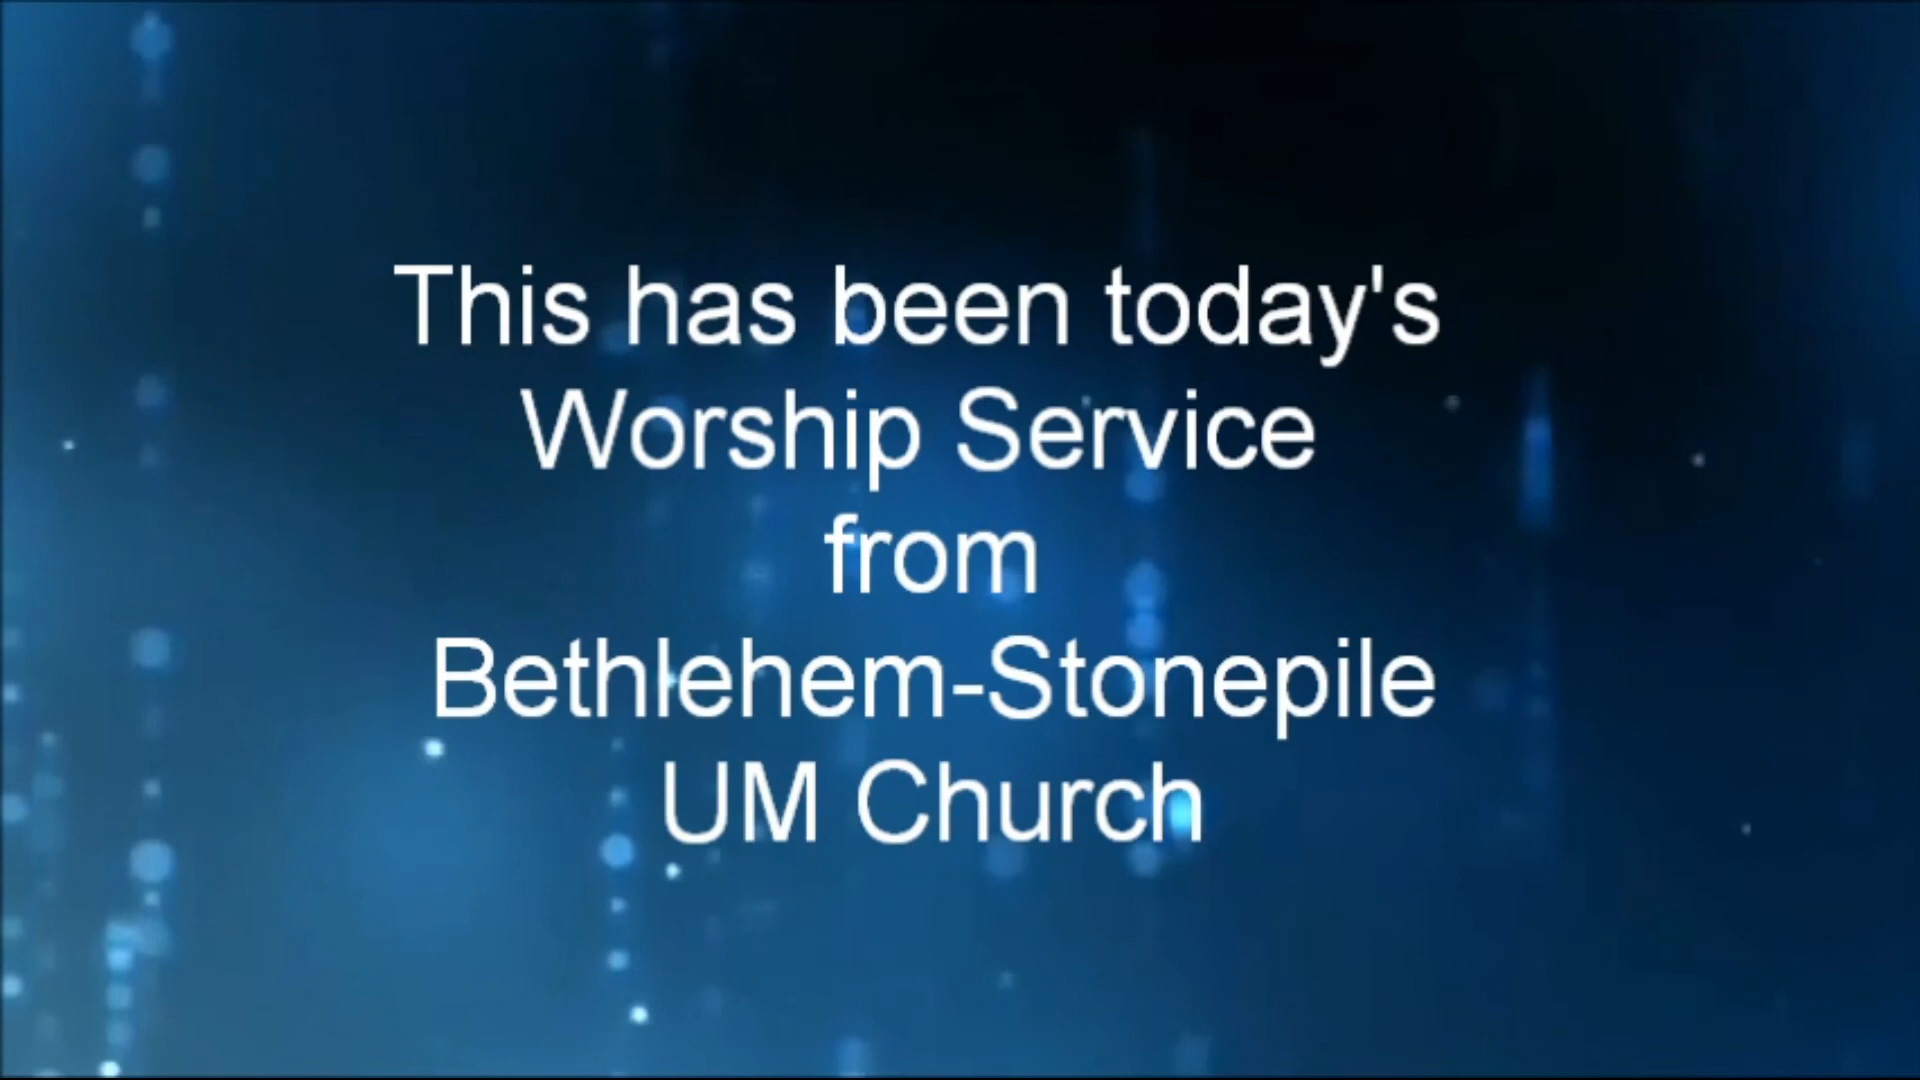 This has been today's
Worship Service
from
Bethlehem-Stonepile
UM Church